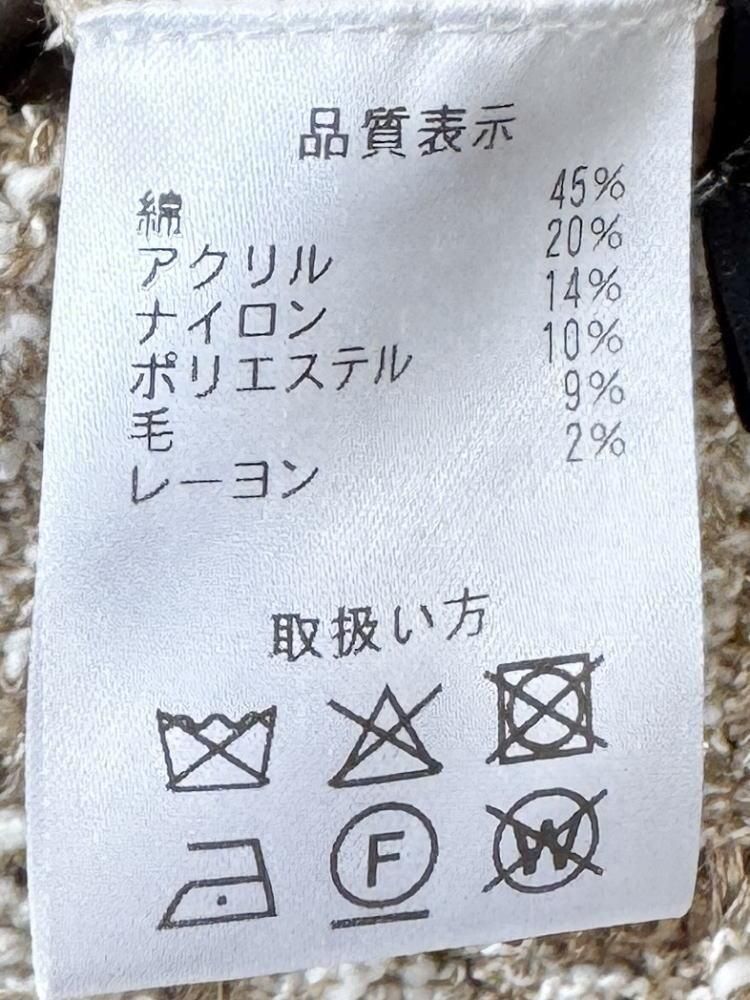 品質表示
綿 45%
アクリル 20%
ナイロン 14%
ポリエステル 10%
毛 9%
レーヨン 2%
取扱い方
F W